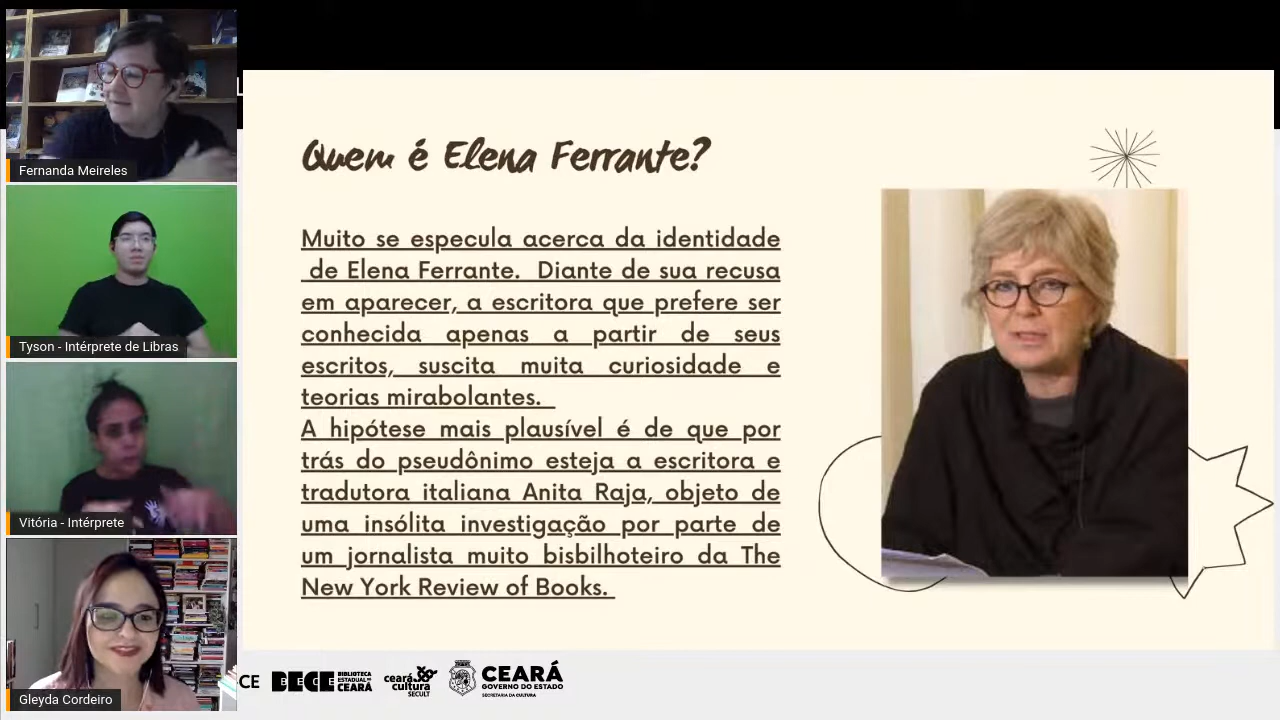 Fernanda Meireles
Tyson - Intérprete de Libras
Vitória - Intérprete
Gleyda Cordeiro
L
Quem é Elena Ferrante?
Muito se especula acerca da identidade
de Elena Ferrante. Diante de sua recusa
em aparecer, a escritora que prefere ser
conhecida apenas a partir de seus
escritos, suscita muita curiosidade e
teorias mirabolantes.
A hipótese mais plausível é de que por
trás do pseudônimo esteja a escritora e
tradutora italiana Anita Raja, objeto de
uma insólita investigação por parte de
um jornalista muito bisbilhoteiro da The
New York Review of Books.
CE
BECE
BIBLIOTECA
ESTADUAL DO
CEARÁ
ceará
cultura
SECULT
CEARÁ
GOVERNO DO ESTADO
SECRETARIA DA CULTURA